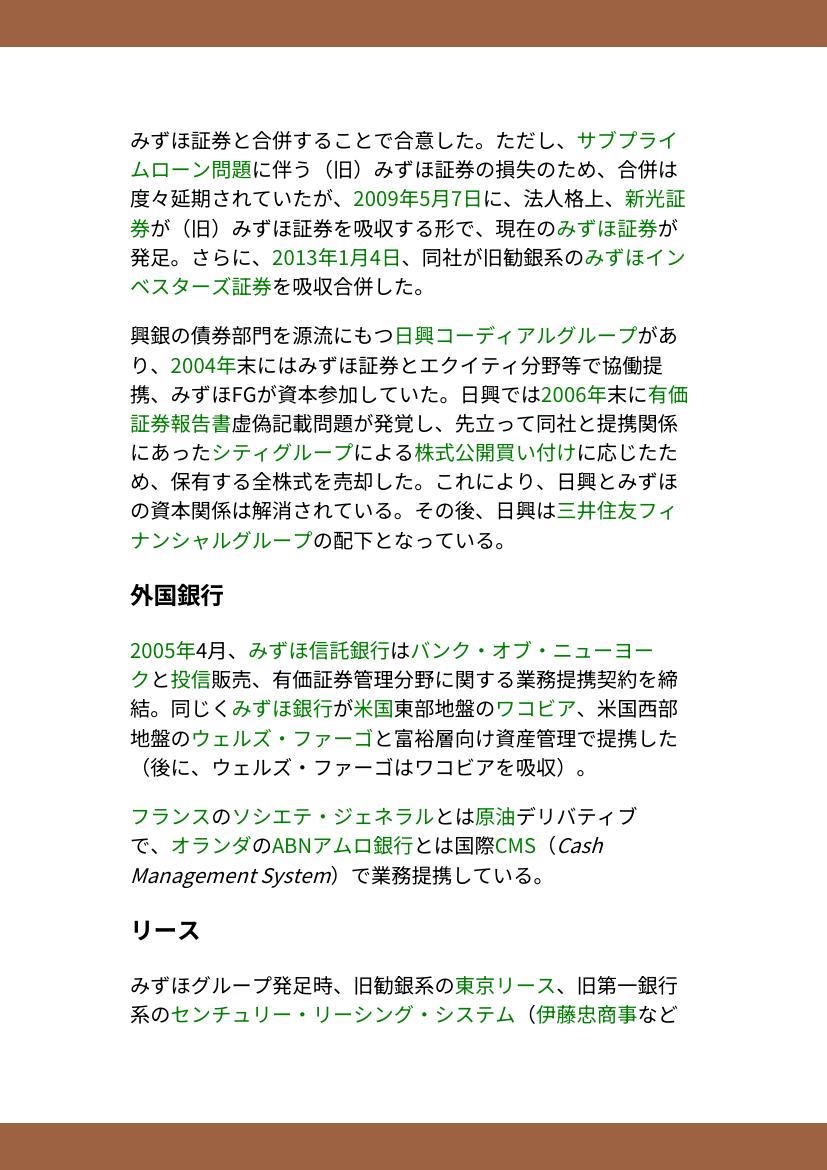 みずほ証券と合併することで合意した。ただし、サブプライ
ムローン問題に伴う（旧）みずほ証券の損失のため、合併は
度々延期されていたが、2009年5月7日に、法人格上、新光証
券が（旧）みずほ証券を吸収する形で、現在のみずほ証券が
発足。さらに、2013年1月4日、同社が旧勧銀系のみずほイン
ベスターズ証券を吸収合併した。
興銀の債券部門を源流にもつ日興コーディアルグループがあ
り、2004年末にはみずほ証券とエクイティ分野等で協働提
携、みずほFGが資本参加していた。日興では2006年末に有価
証券報告書虚偽記載問題が発覚し、先立って同社と提携関係
にあったシティグループによる株式公開買い付けに応じたた
め、保有する全株式を売却した。これにより、日興とみずほ
の資本関係は解消されている。その後、日興は三井住友フィ
ナンシャルグループの配下となっている。
外国銀行
2005年4月、みずほ信託銀行はバンク・オブ・ニューヨー
クと投信販売、有価証券管理分野に関する業務提携契約を締
結。同じくみずほ銀行が米国東部地盤のワコビア、米国西部
地盤のウェルズ・ファーゴと富裕層向け資産管理で提携した
（後に、ウェルズ・ファーゴはワコビアを吸収）。
フランスのソシエテ・ジェネラルとは原油デリバティブ
で、オランダのABNアムロ銀行とは国際CMS（Cash
Management System）で業務提携している。
リース
みずほグループ発足時、旧勧銀系の東京リース、旧第一銀行
系のセンチュリー・リーシング・システム（伊藤忠商事など